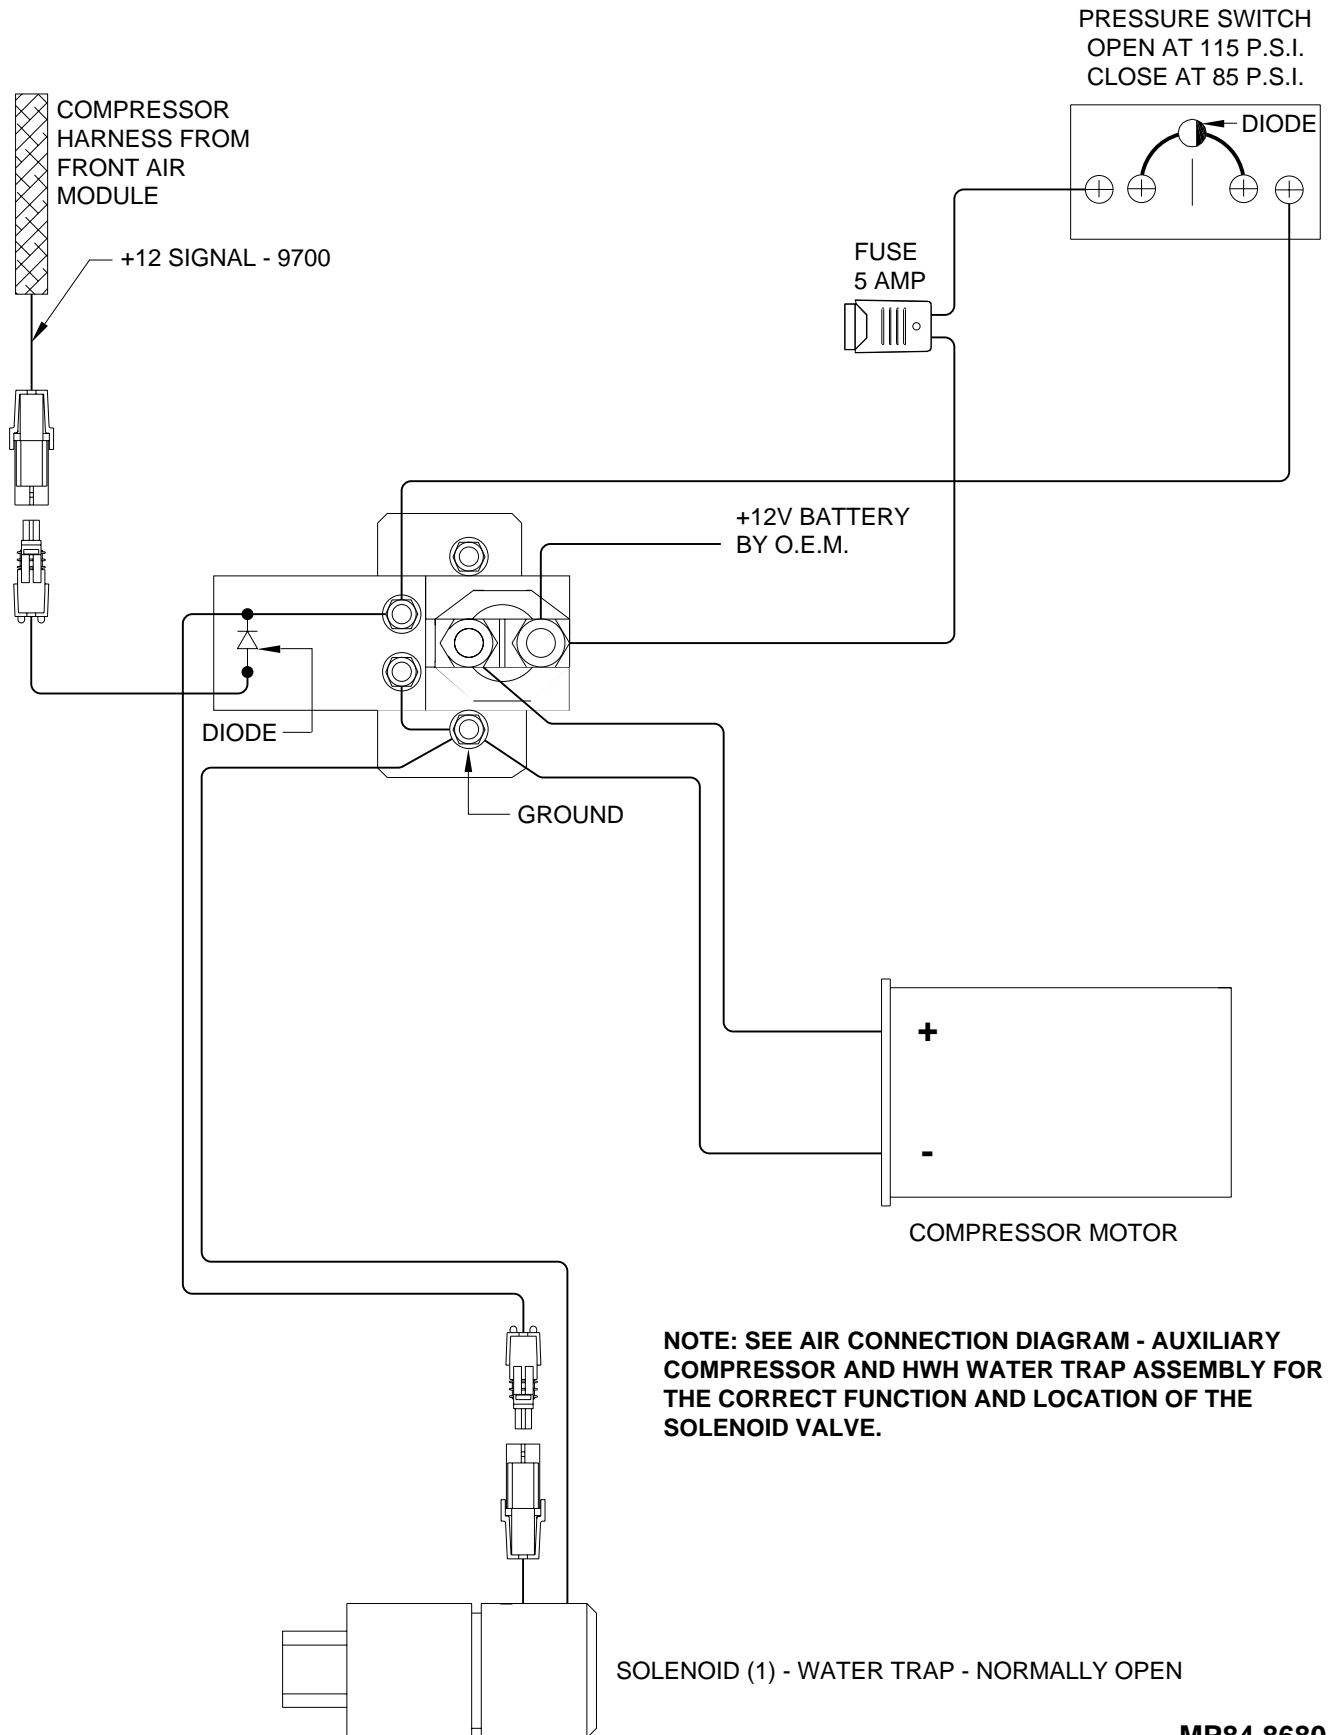 PRESSURE SWITCH
OPEN AT 115 P.S.I.
CLOSE AT 85 P.S.I.
DIODE
COMPRESSOR
HARNESS FROM
FRONT AIR
MODULE
+12 SIGNAL - 9700
FUSE
5 AMP
+12V BATTERY
BY O.E.M.
DIODE
GROUND
+
-
COMPRESSOR MOTOR
NOTE: SEE AIR CONNECTION DIAGRAM - AUXILIARY
COMPRESSOR AND HWH WATER TRAP ASSEMBLY FOR
THE CORRECT FUNCTION AND LOCATION OF THE
SOLENOID VALVE.
SOLENOID (1) - WATER TRAP - NORMALLY OPEN
MP84-8680